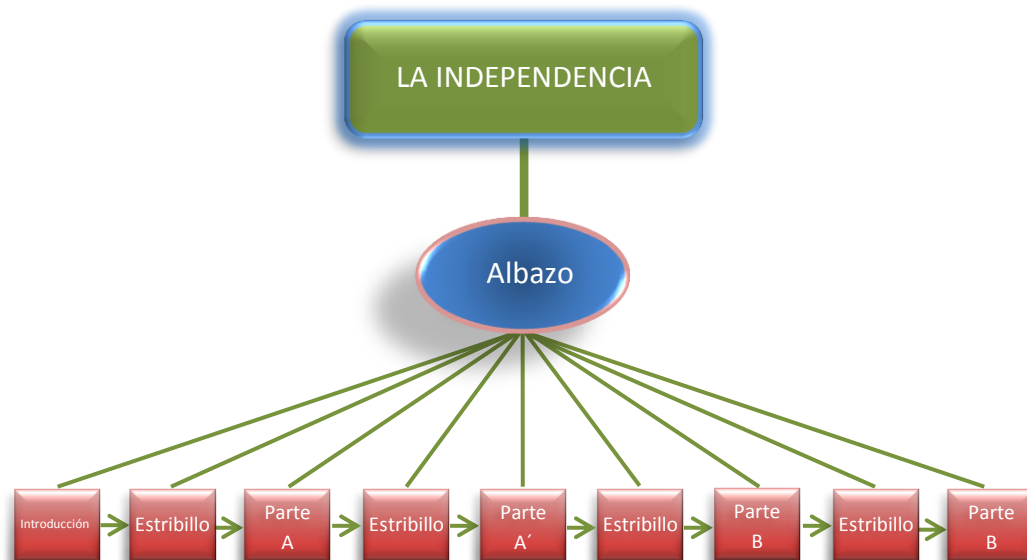 LA INDEPENDENCIA
Albazo
Introducción
Estribillo
Parte
A
Estribillo
Parte
A´
Estribillo
Parte
B
Estribillo
Parte
B